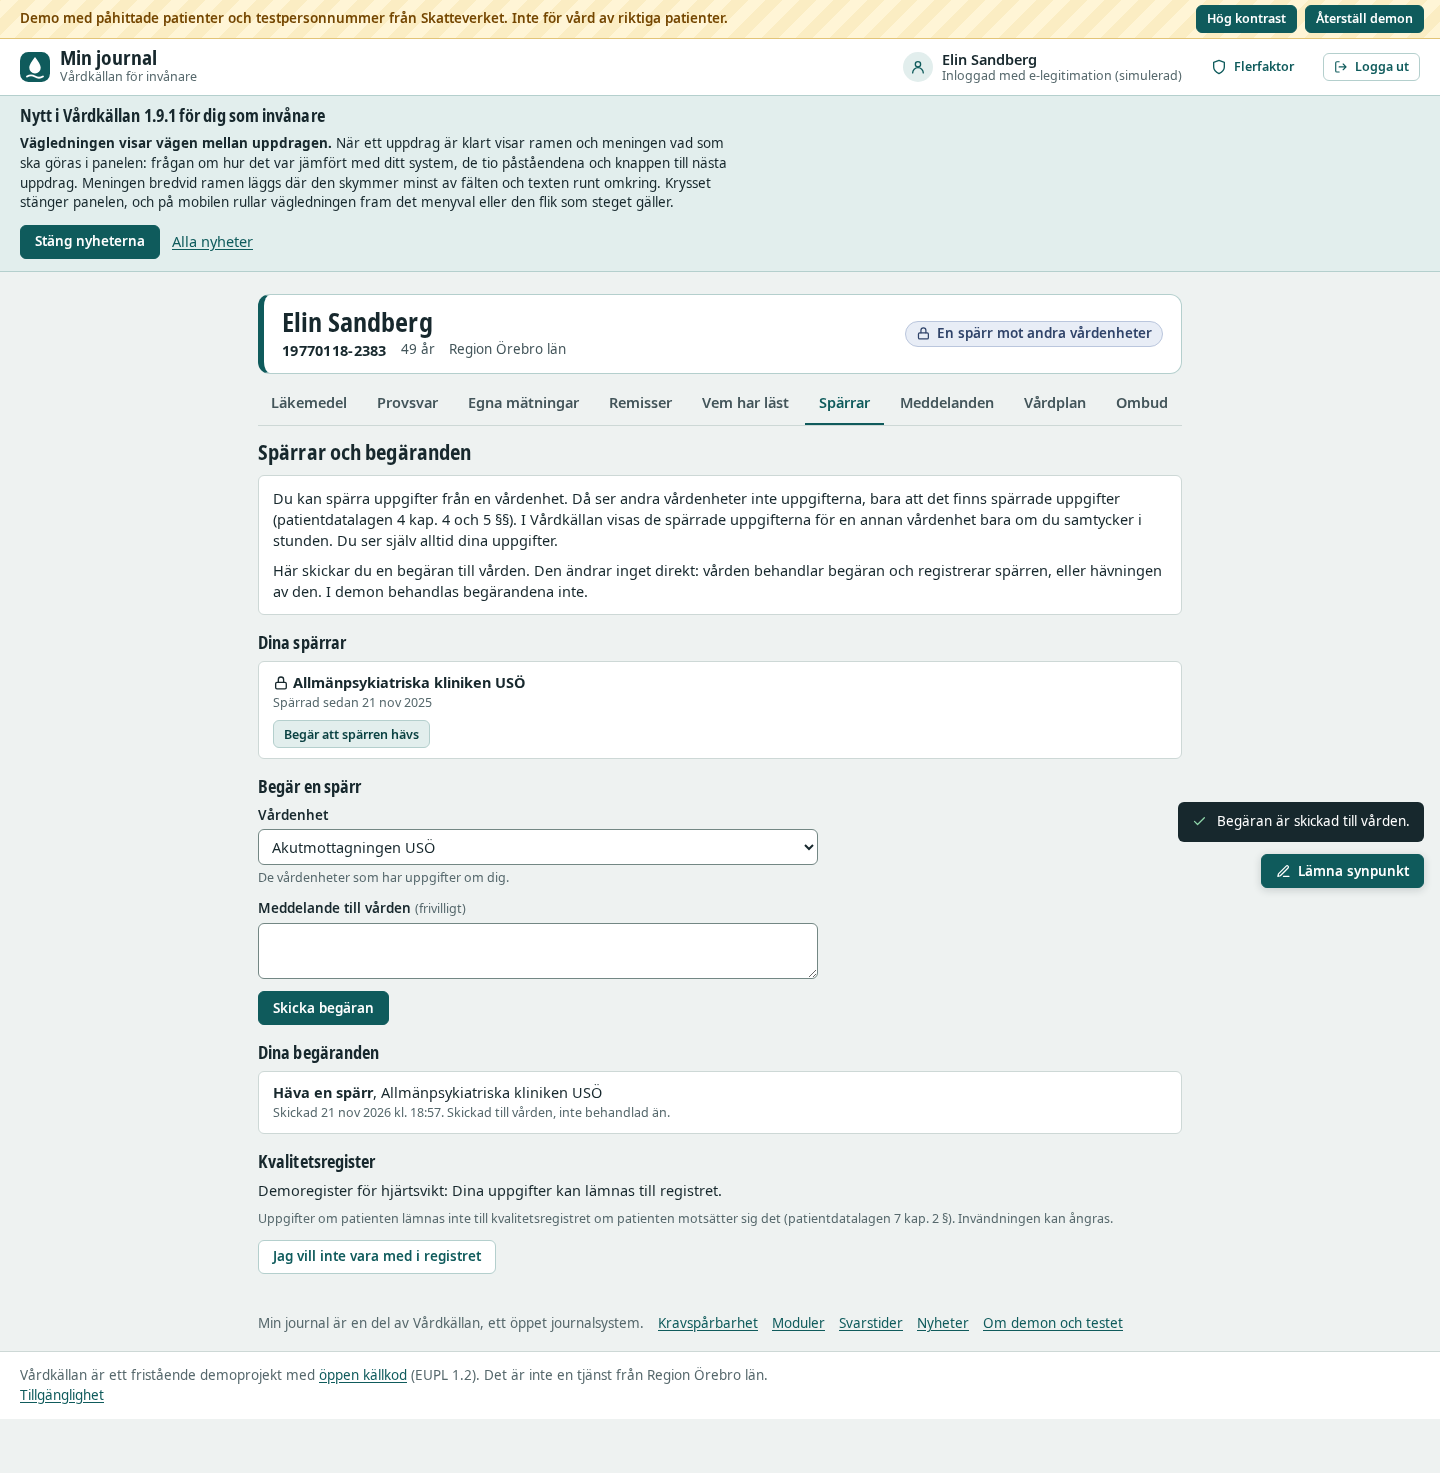 Demo med påhittade patienter och testpersonnummer från Skatteverket. Inte för vård av riktiga patienter.
Hög kontrast
Återställ demon
Min journal
Vårdkällan för invånare
Elin Sandberg
Inloggad med e-legitimation (simulerad)
Flerfaktor
Logga ut
Nytt i Vårdkällan 1.9.1 för dig som invånare
Vägledningen visar vägen mellan uppdragen. När ett uppdrag är klart visar ramen och meningen vad som
ska göras i panelen: frågan om hur det var jämfört med ditt system, de tio påståendena och knappen till nästa
uppdrag. Meningen bredvid ramen läggs där den skymmer minst av fälten och texten runt omkring. Krysset
stänger panelen, och på mobilen rullar vägledningen fram det menyval eller den flik som steget gäller.
Stäng nyheterna
Alla nyheter
Elin Sandberg
19770118-2383 49 år Region Örebro län
En spärr mot andra vårdenheter
Läkemedel
Provsvar
Egna mätningar
Remisser
Vem har läst
Spärrar
Meddelanden
Vårdplan
Ombud
Spärrar och begäranden
Du kan spärra uppgifter från en vårdenhet. Då ser andra vårdenheter inte uppgifterna, bara att det finns spärrade uppgifter
(patientdatalagen 4 kap. 4 och 5 §§). I Vårdkällan visas de spärrade uppgifterna för en annan vårdenhet bara om du samtycker i
stunden. Du ser själv alltid dina uppgifter.
Här skickar du en begäran till vården. Den ändrar inget direkt: vården behandlar begäran och registrerar spärren, eller hävningen
av den. I demon behandlas begärandena inte.
Dina spärrar
Allmänpsykiatriska kliniken USÖ
Spärrad sedan 21 nov 2025
Begär att spärren hävs
Begär en spärr
Vårdenhet
Akutmottagningen USÖ
De vårdenheter som har uppgifter om dig.
Begäran är skickad till vården.
Lämna synpunkt
Meddelande till vården (frivilligt)
Skicka begäran
Dina begäranden
Häva en spärr, Allmänpsykiatriska kliniken USÖ
Skickad 21 nov 2026 kl. 18:57. Skickad till vården, inte behandlad än.
Kvalitetsregister
Demoregister för hjärtsvikt: Dina uppgifter kan lämnas till registret.
Uppgifter om patienten lämnas inte till kvalitetsregistret om patienten motsätter sig det (patientdatalagen 7 kap. 2 §). Invändningen kan ångras.
Jag vill inte vara med i registret
Min journal är en del av Vårdkällan, ett öppet journalsystem. Kravspårbarhet Moduler Svarstider Nyheter Om demon och testet
Vårdkällan är ett fristående demoprojekt med öppen källkod (EUPL 1.2). Det är inte en tjänst från Region Örebro län.
Tillgänglighet